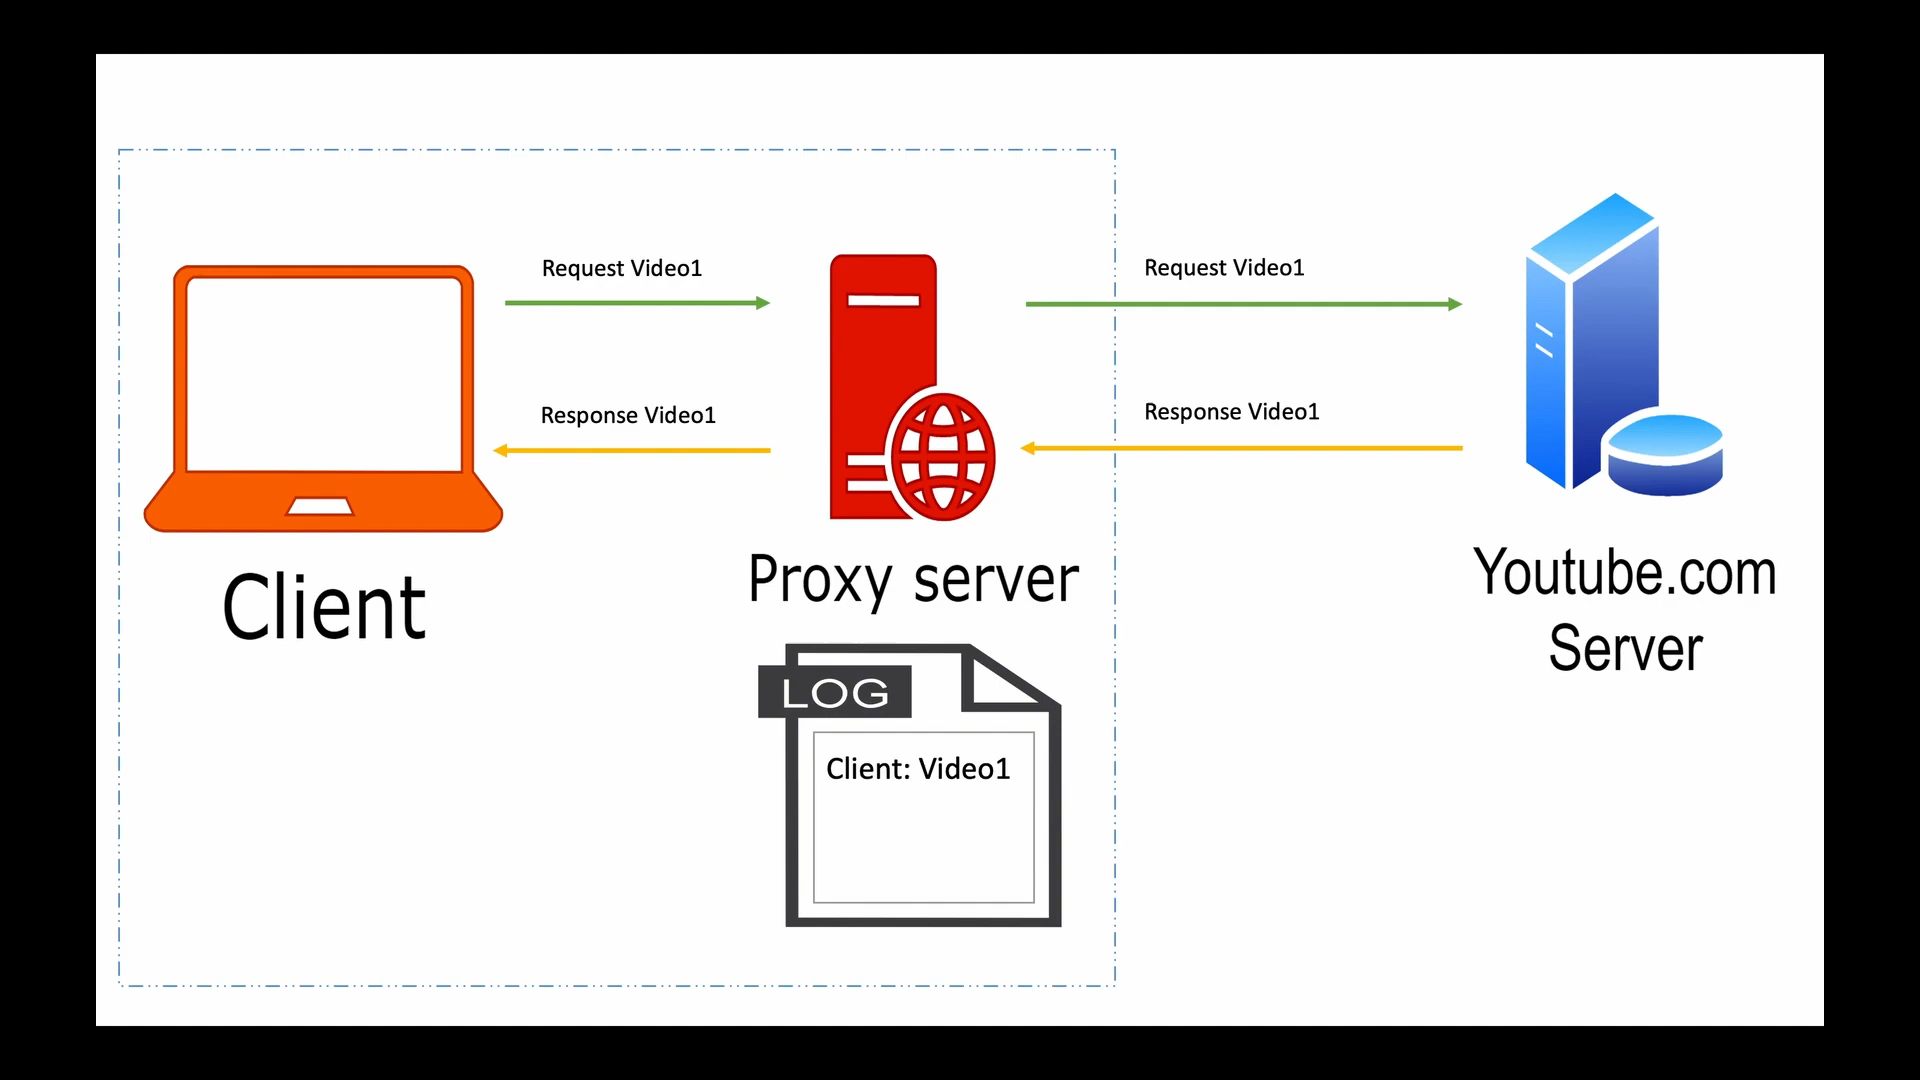 Request Video1
Request Video1
Response Video1
Response Video1
Client
Proxy server
Youtube.com
Server
LOG
Client: Video1